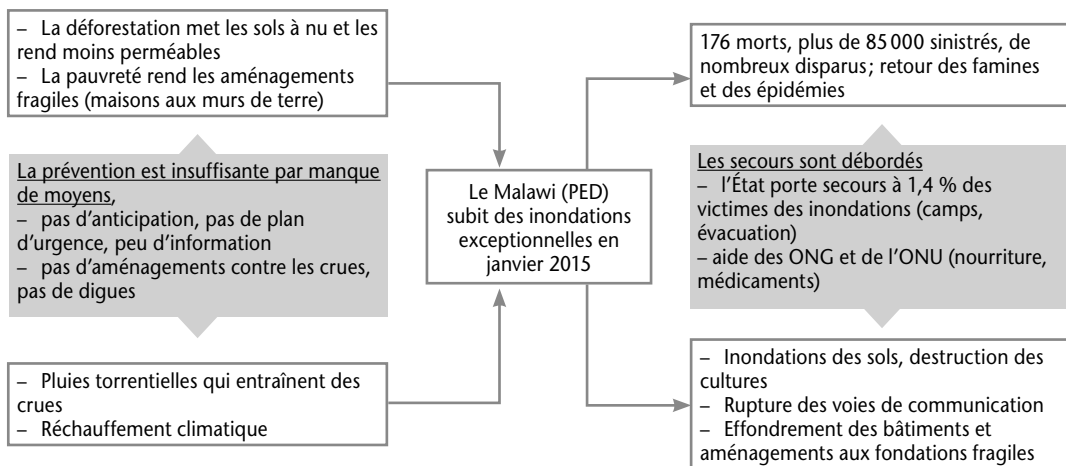 – La déforestation met les sols à nu et les
rend moins perméables
– La pauvreté rend les aménagements
fragiles (maisons aux murs de terre)
La prévention est insuffisante par manque
de moyens,
– pas d’anticipation, pas de plan
d’urgence, peu d’information
– pas d’aménagements contre les crues,
pas de digues
– Pluies torrentielles qui entraînent des
crues
– Réchauffement climatique
Le Malawi (PED)
subit des inondations
exceptionnelles en
janvier 2015
176 morts, plus de 85 000 sinistrés, de
nombreux disparus ; retour des famines
et des épidémies
Les secours sont débordés
– l’État porte secours à 1,4 % des
victimes des inondations (camps,
évacuation)
– aide des ONG et de l’ONU (nourriture,
médicaments)
– Inondations des sols, destruction des
cultures
– Rupture des voies de communication
– Effondrement des bâtiments et
aménagements aux fondations fragiles